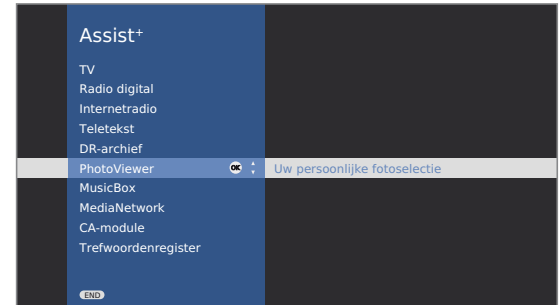 Assist+
TV
Radio digital
Internetradio
Teletekst
DR-archief
PhotoViewer OK Uw persoonlijke fotoselectie
MusicBox
MediaNetwork
CA-module
Trefwoordenregister
END